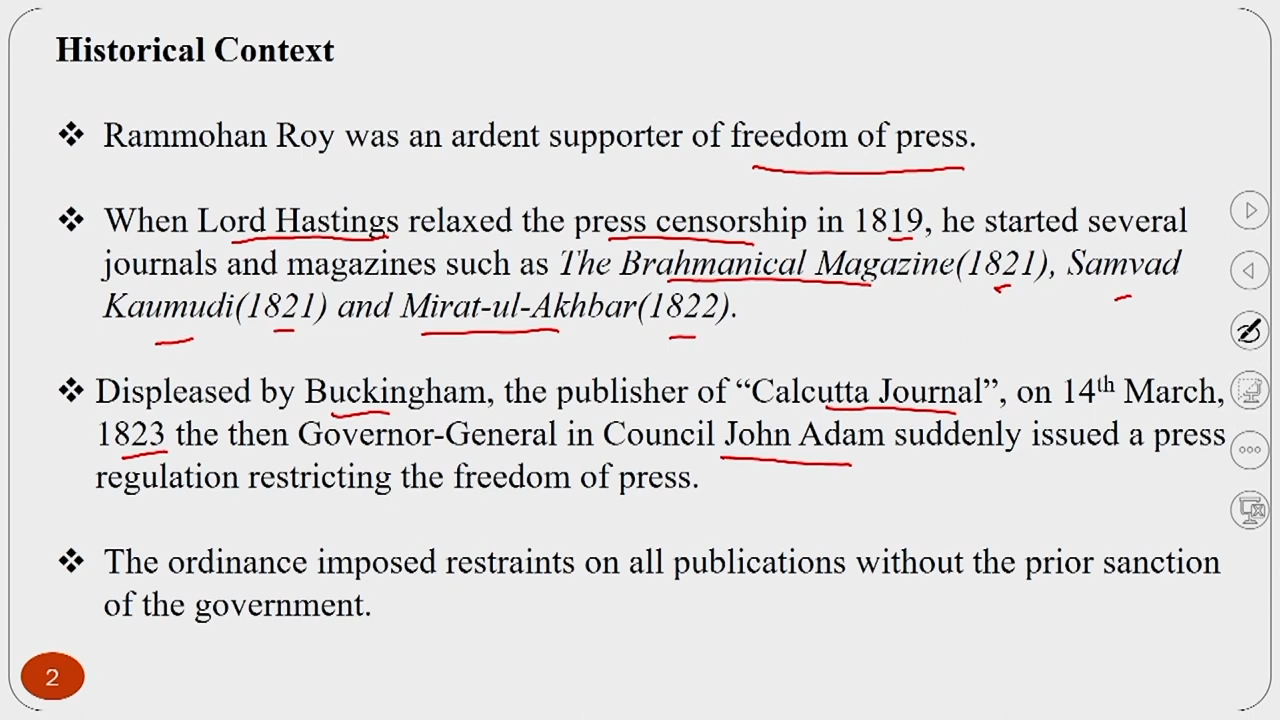 Historical Context
❖ Rammohan Roy was an ardent supporter of freedom of press.
❖ When Lord Hastings relaxed the press censorship in 1819, he started several
journals and magazines such as The Brahmanical Magazine(1821), Samvad
Kaumudi(1821) and Mirat-ul-Akhbar(1822).
❖ Displeased by Buckingham, the publisher of “Calcutta Journal”, on 14th March,
1823 the then Governor-General in Council John Adam suddenly issued a press
regulation restricting the freedom of press.
❖ The ordinance imposed restraints on all publications without the prior sanction
of the government.
2